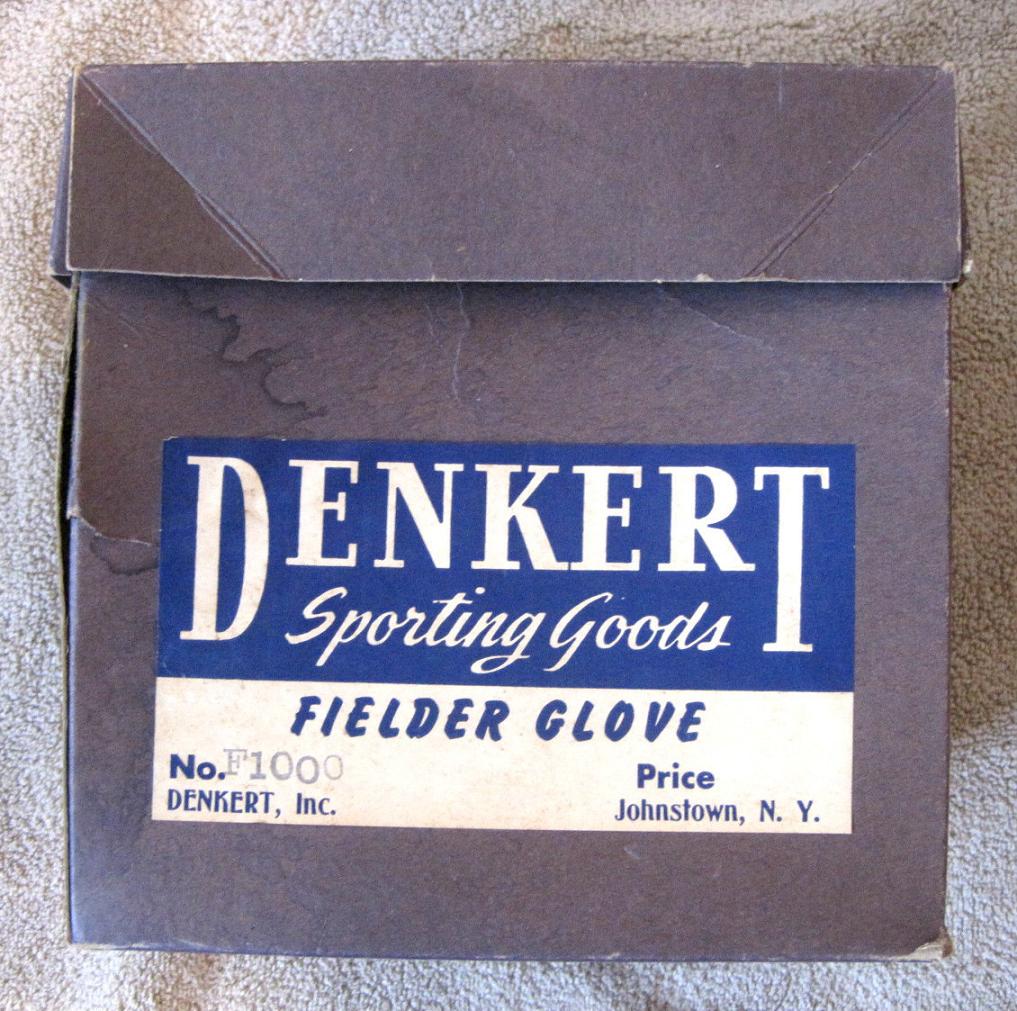 DENKERT
Sporting Goods
FIELDER GLOVE
No. F1000 Price
DENKERT, Inc. Johnstown, N. Y.